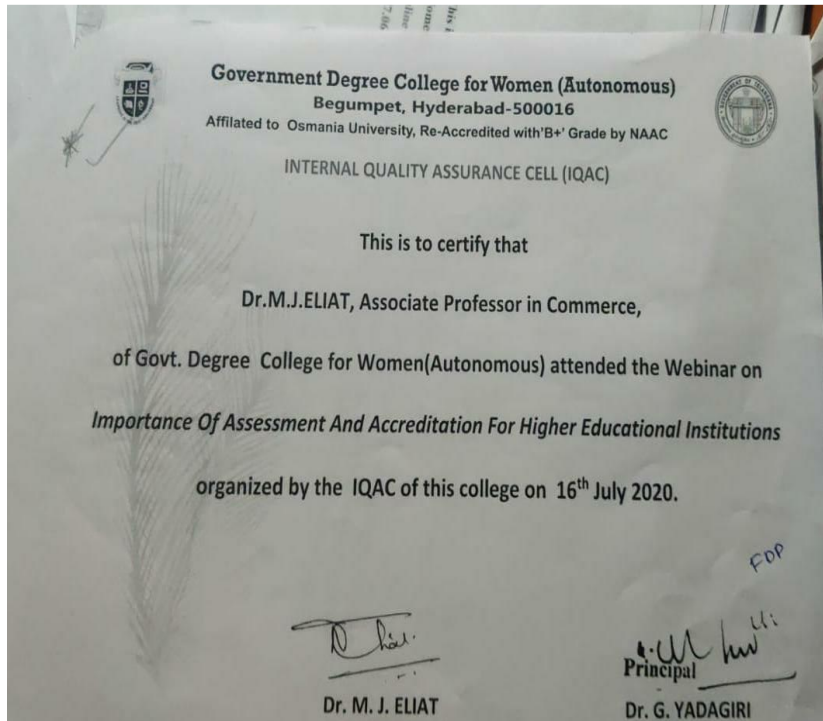 Government Degree College for Women (Autonomous)
Begumpet, Hyderabad-500016
Affilated to Osmania University, Re-Accredited with'B+' Grade by NAAC
INTERNAL QUALITY ASSURANCE CELL (IQAC)
This is to certify that
Dr.M.J.ELIAT, Associate Professor in Commerce,
of Govt. Degree College for Women(Autonomous) attended the Webinar on
Importance Of Assessment And Accreditation For Higher Educational Institutions
organized by the IQAC of this college on 16th July 2020.
FDP
Principal
Dr. M. J. ELIAT
Dr. G. YADAGIRI